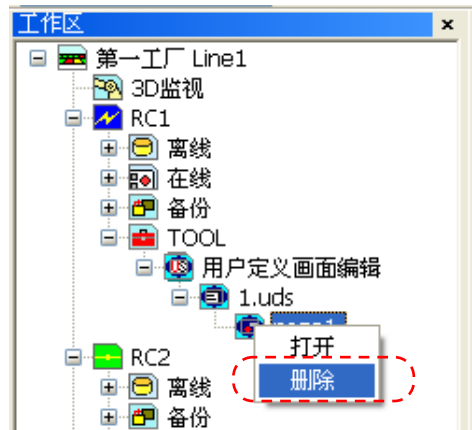 工作区
第一工厂 Line1
3D监视
RC1
离线
在线
备份
TOOL
用户定义画面编辑
1.uds
打开
RC2
删除
离线
备份